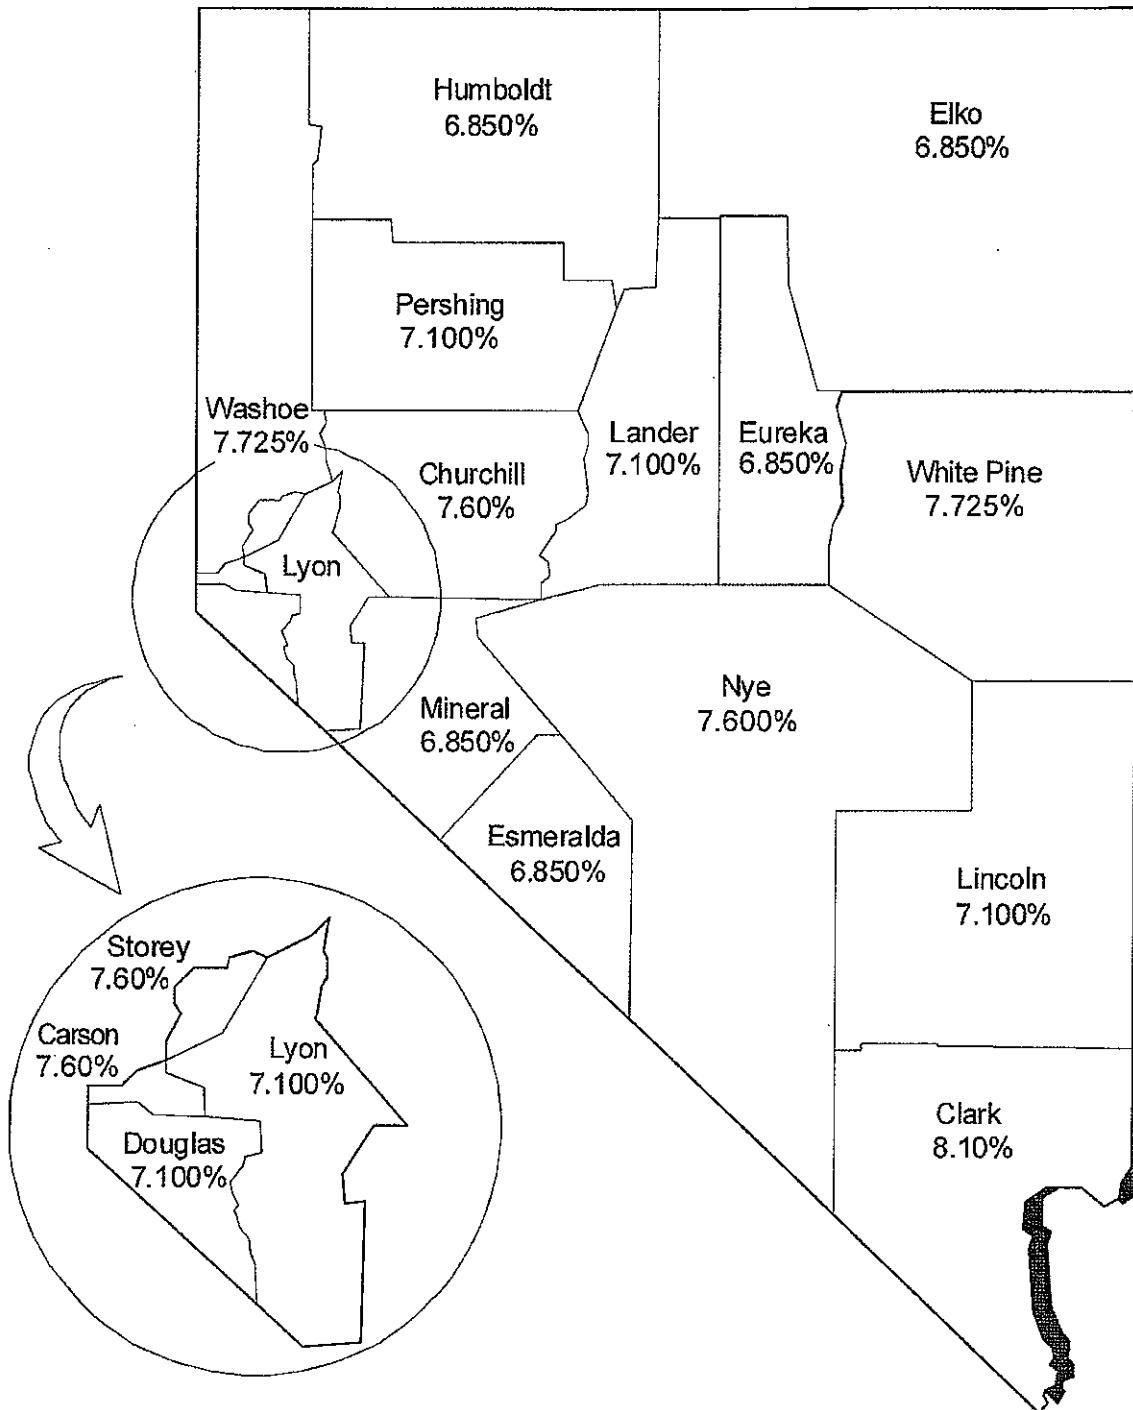 Humboldt
6.850%
Elko
6.850%
Pershing
7.100%
Washoe
7.725%
Churchill
7.60%
Lander
7.100%
Eureka
6.850%
White Pine
7.725%
Lyon
Nye
7.600%
Mineral
6.850%
Esmeralda
6.850%
Lincoln
7.100%
Storey
7.60%
Carson
7.60%
Lyon
7.100%
Douglas
7.100%
Clark
8.10%